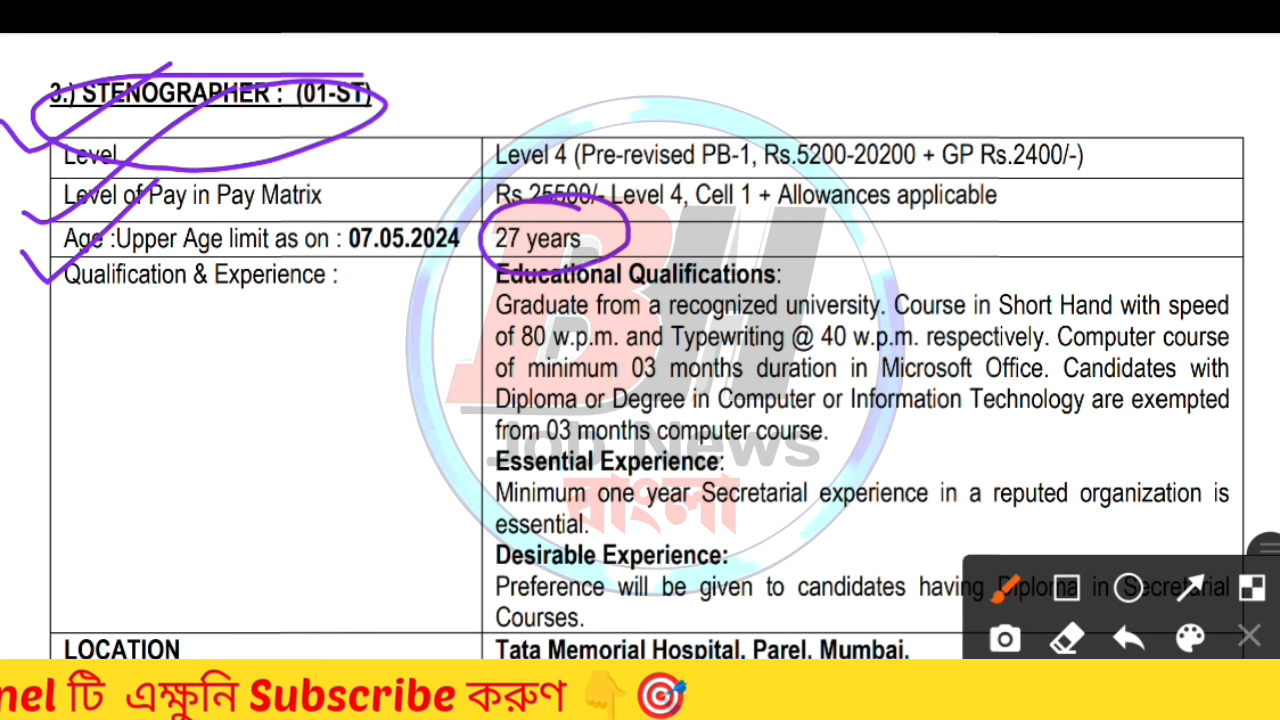 3.) STENOGRAPHER : (01-ST)
Level
Level 4 (Pre-revised PB-1, Rs.5200-20200 + GP Rs.2400/-)
Level of Pay in Pay Matrix
Rs.25500/- Level 4, Cell 1 + Allowances applicable
Age :Upper Age limit as on : 07.05.2024
27 years
Qualification & Experience :
Educational Qualifications:
Graduate from a recognized university. Course in Short Hand with speed
of 80 w.p.m. and Typewriting @ 40 w.p.m. respectively. Computer course
of minimum 03 months duration in Microsoft Office. Candidates with
Diploma or Degree in Computer or Information Technology are exempted
from 03 months computer course.
Essential Experience:
Minimum one year Secretarial experience in a reputed organization is
essential.
Desirable Experience:
Preference will be given to candidates having Diploma in Secretarial
Courses.
LOCATION
Tata Memorial Hospital, Parel, Mumbai.
BH
Job News
বাংলা
nel টি এক্ষুনি Subscribe করুণ